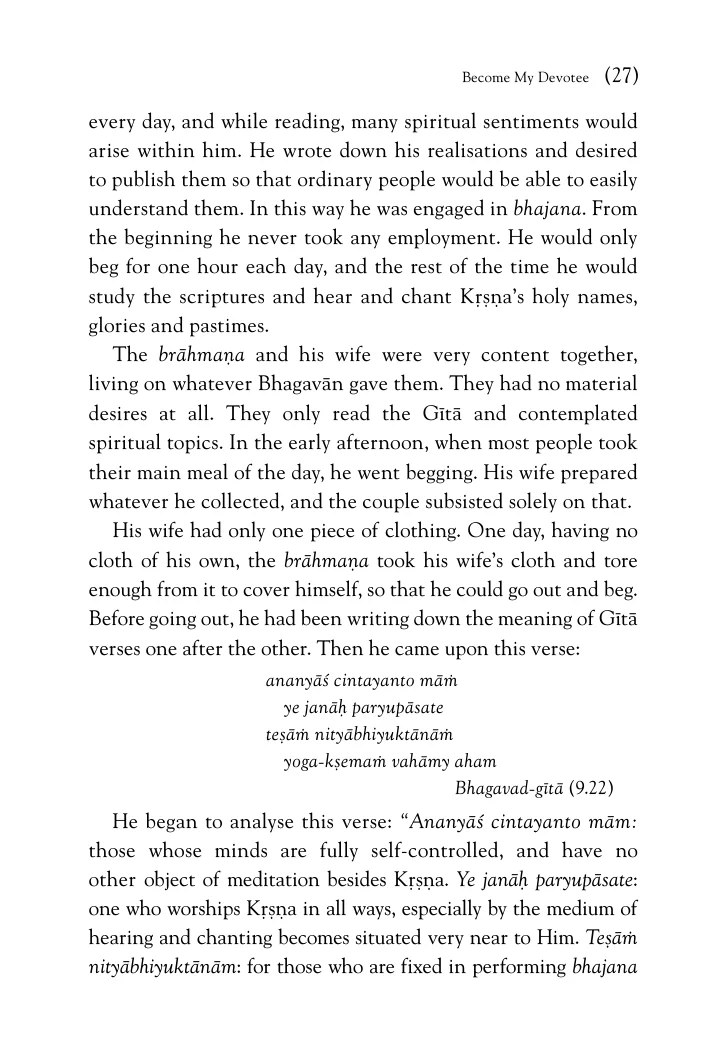 Become My Devotee (27)
every day, and while reading, many spiritual sentiments would
arise within him. He wrote down his realisations and desired
to publish them so that ordinary people would be able to easily
understand them. In this way he was engaged in bhajana. From
the beginning he never took any employment. He would only
beg for one hour each day, and the rest of the time he would
study the scriptures and hear and chant Kṛṣṇa’s holy names,
glories and pastimes.
The brāhmaṇa and his wife were very content together,
living on whatever Bhagavān gave them. They had no material
desires at all. They only read the Gītā and contemplated
spiritual topics. In the early afternoon, when most people took
their main meal of the day, he went begging. His wife prepared
whatever he collected, and the couple subsisted solely on that.
His wife had only one piece of clothing. One day, having no
cloth of his own, the brāhmaṇa took his wife’s cloth and tore
enough from it to cover himself, so that he could go out and beg.
Before going out, he had been writing down the meaning of Gītā
verses one after the other. Then he came upon this verse:
ananyāś cintayanto māṁ
ye janāḥ paryupāsate
teṣāṁ nityābhiyuktānāṁ
yoga-kṣemaṁ vahāmy aham
Bhagavad-gītā (9.22)
He began to analyse this verse: “Ananyāś cintayanto mām:
those whose minds are fully self-controlled, and have no
other object of meditation besides Kṛṣṇa. Ye janāḥ paryupāsate:
one who worships Kṛṣṇa in all ways, especially by the medium of
hearing and chanting becomes situated very near to Him. Teṣāṁ
nityābhiyuktānām: for those who are fixed in performing bhajana